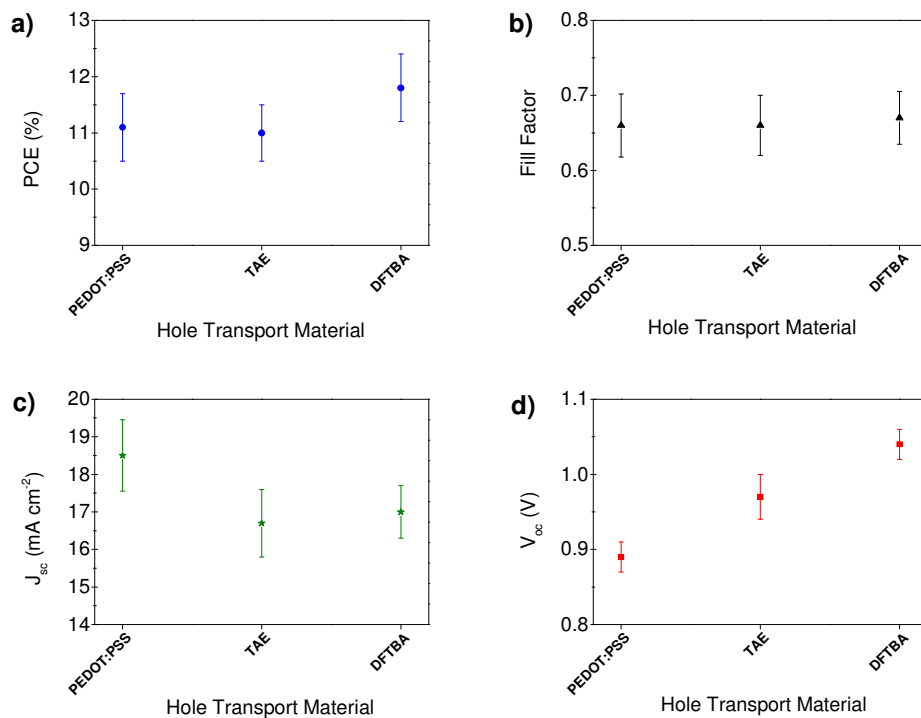 a)
PCE (%)
13
12
11
10
9
PEDOT:PSS
TAE
DFTBA
Hole Transport Material
b)
Fill Factor
0.8
0.7
0.6
0.5
PEDOT:PSS
TAE
DFTBA
Hole Transport Material
c)
J_sc (mA cm-2)
20
19
18
17
16
15
14
PEDOT:PSS
TAE
DFTBA
Hole Transport Material
d)
V_oc (V)
1.1
1.0
0.9
0.8
PEDOT:PSS
TAE
DFTBA
Hole Transport Material